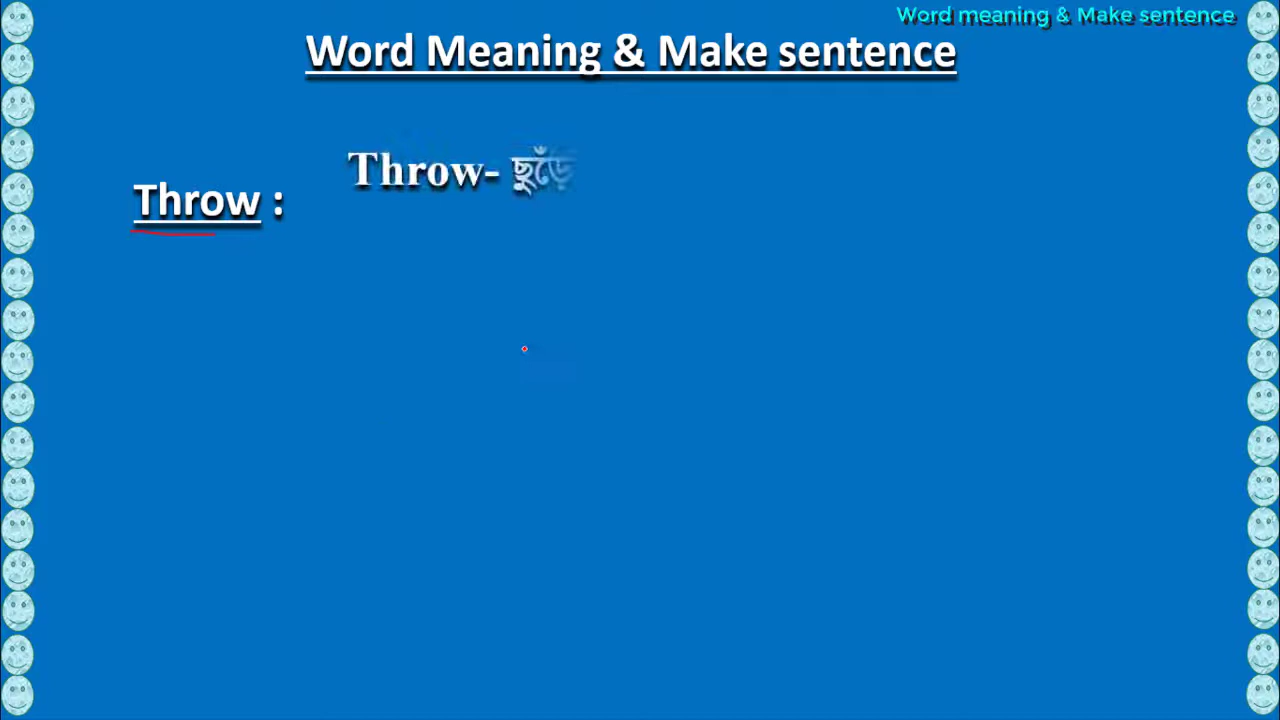 Word meaning & Make sentence
Word Meaning & Make sentence
Throw- ছুঁড়ে
Throw :